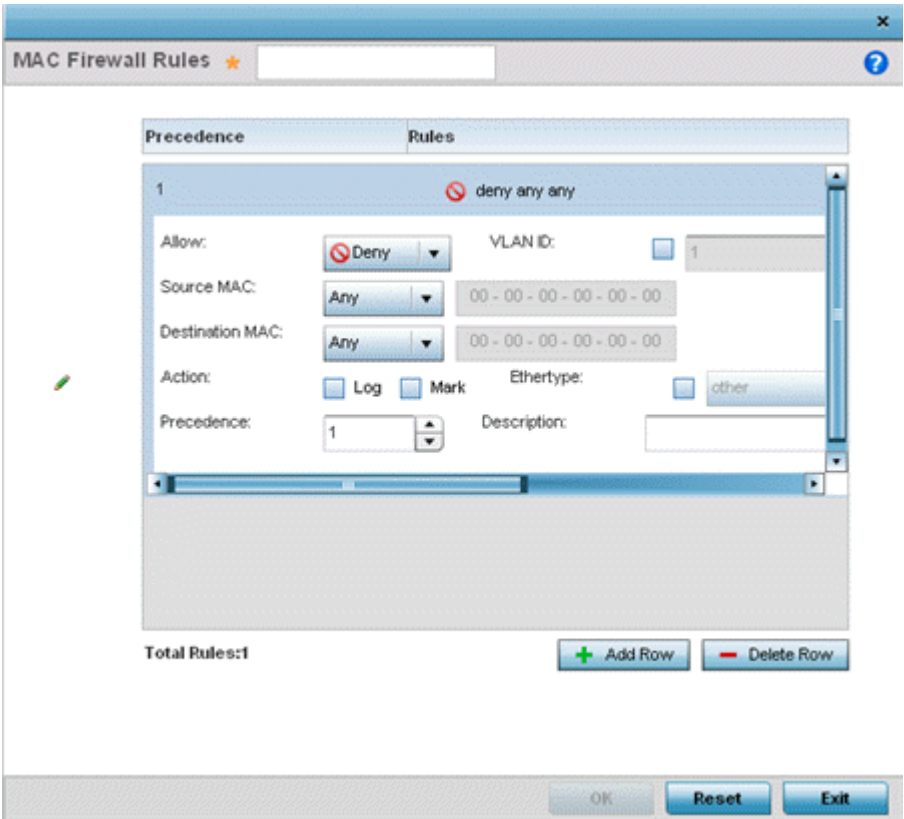 MAC Firewall Rules *
Precedence Rules
1 deny any any
Allow: Deny VLAN ID: 1
Source MAC: Any 00 - 00 - 00 - 00 - 00 - 00
Destination MAC: Any 00 - 00 - 00 - 00 - 00 - 00
Action: Log Mark Ethertype: other
Precedence: 1 Description:
Total Rules:1 Add Row Delete Row
OK Reset Exit